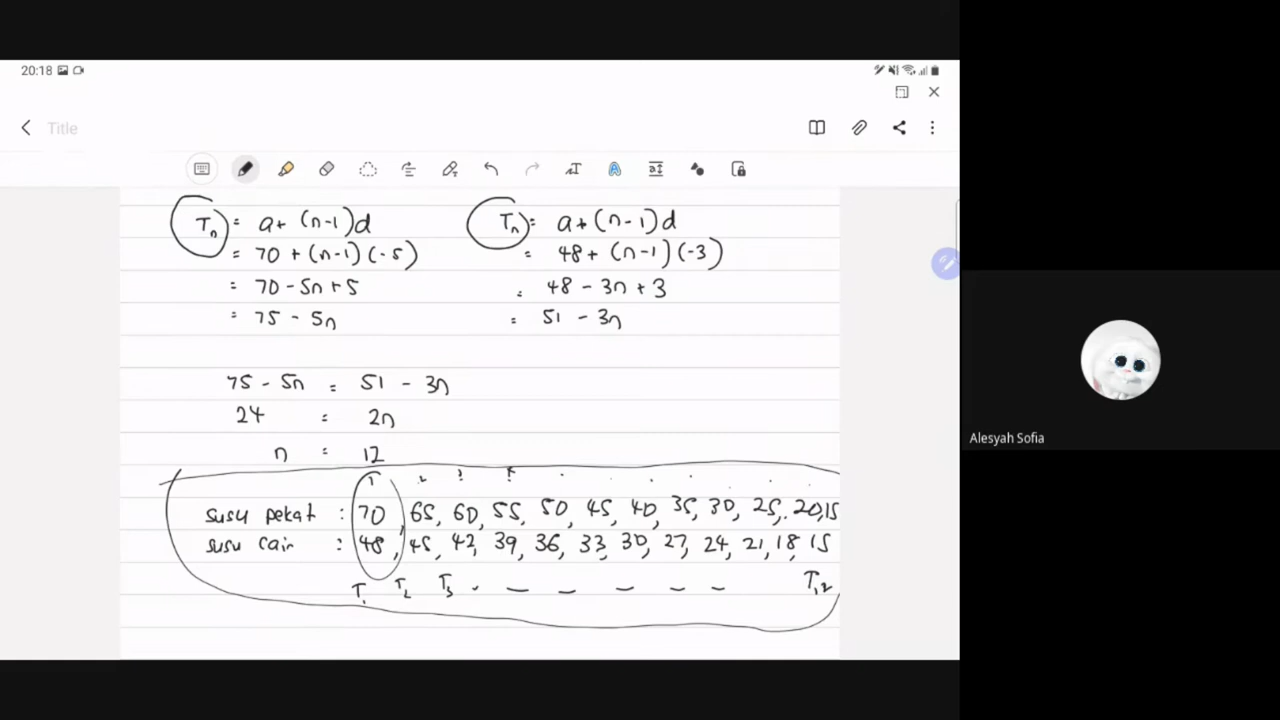 20:18
Title
Tn = a + (n-1)d    Tn = a + (n-1)d
= 70 + (n-1)(-5)    = 48 + (n-1)(-3)
= 70 - 5n + 5    = 48 - 3n + 3
= 75 - 5n    = 51 - 3n
75 - 5n = 51 - 3n
24 = 2n
n = 12
susu pekat : 70, 65, 60, 55, 50, 45, 40, 35, 30, 25, 20, 15
susu cair : 48, 45, 42, 39, 36, 33, 30, 27, 24, 21, 18, 15
T1 T2 T3 T12
Alesyah Sofia